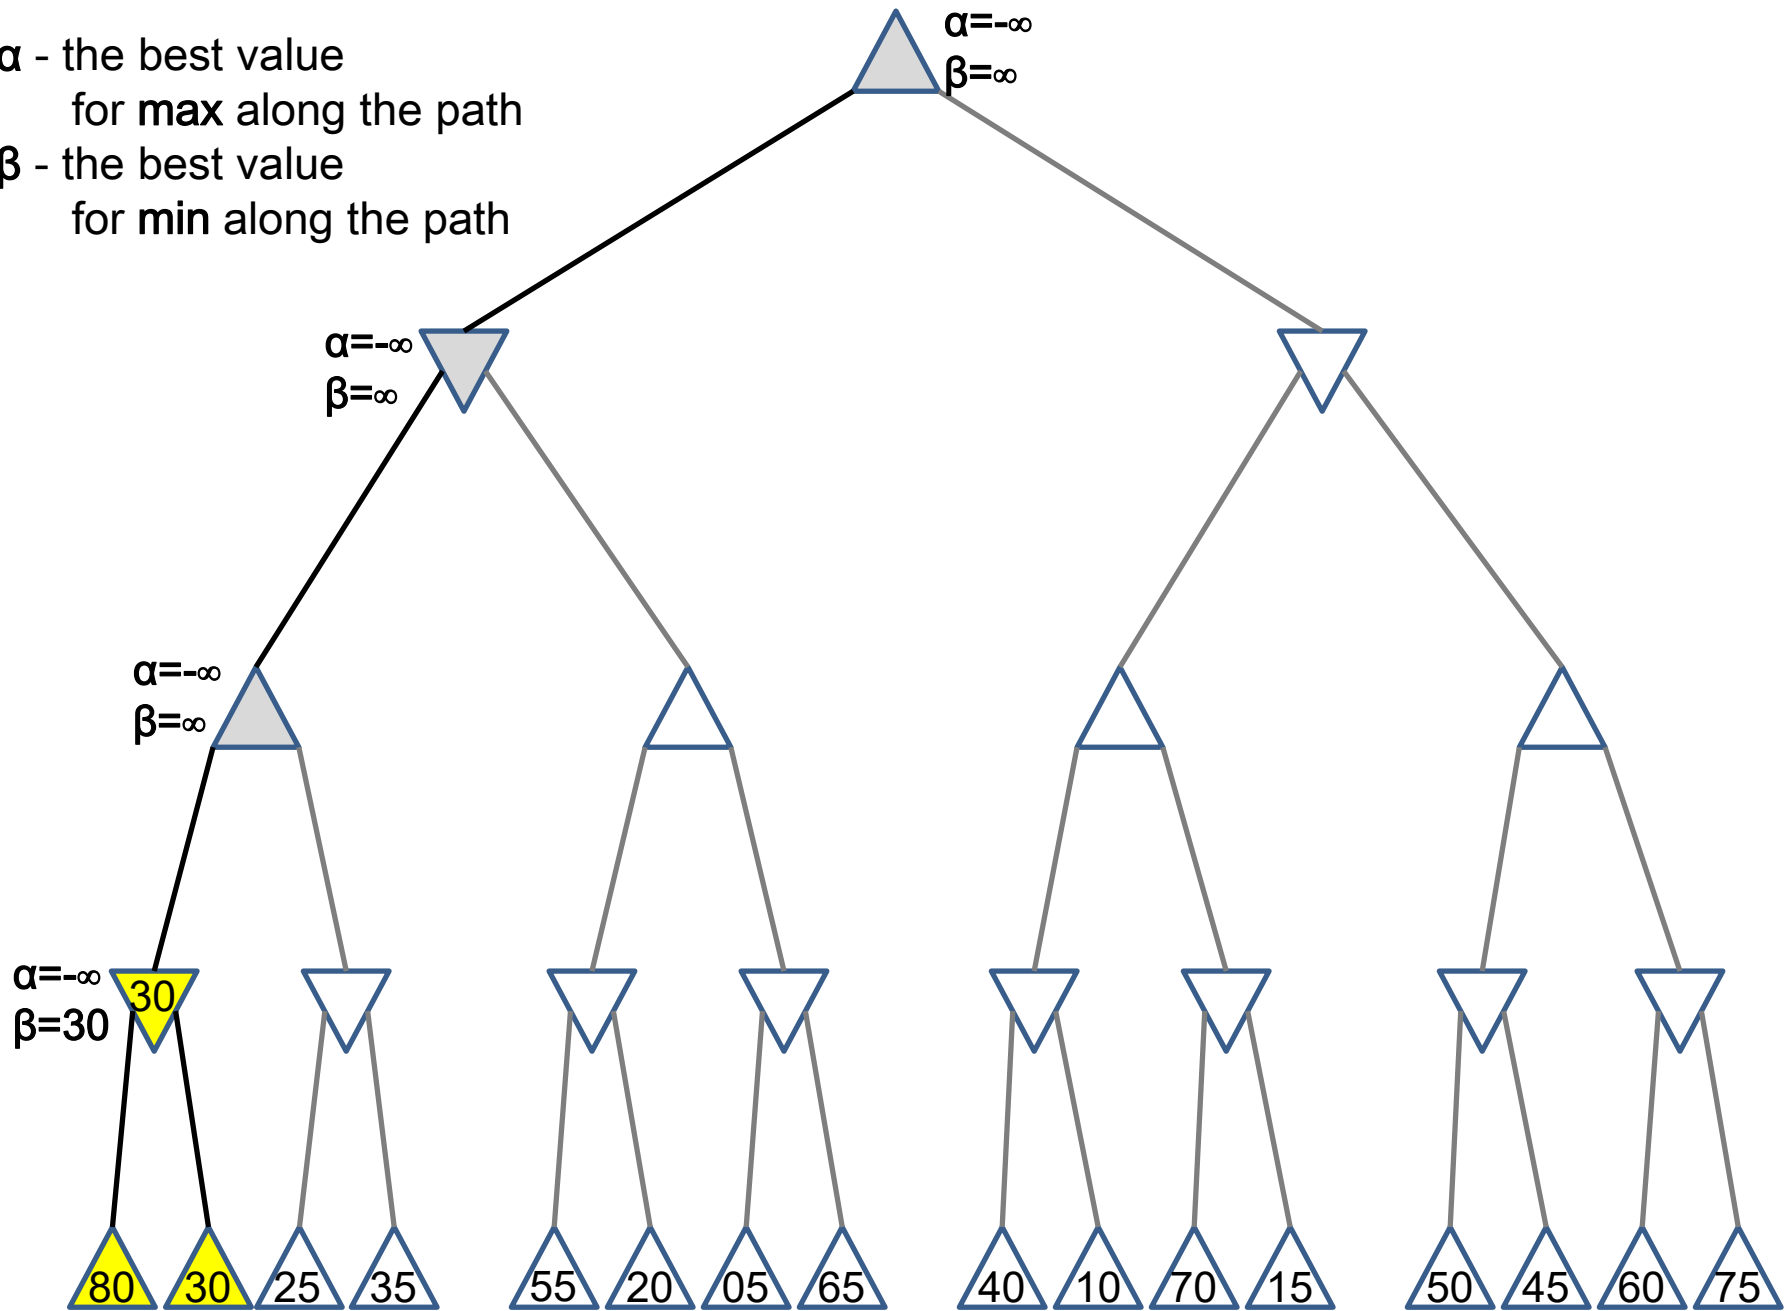 α=-∞
β=∞
α - the best value
for max along the path
β - the best value
for min along the path
α=-∞
β=∞
α=-∞
β=∞
α=-∞
β=30
30
80 30 25 35 55 20 05 65 40 10 70 15 50 45 60 75